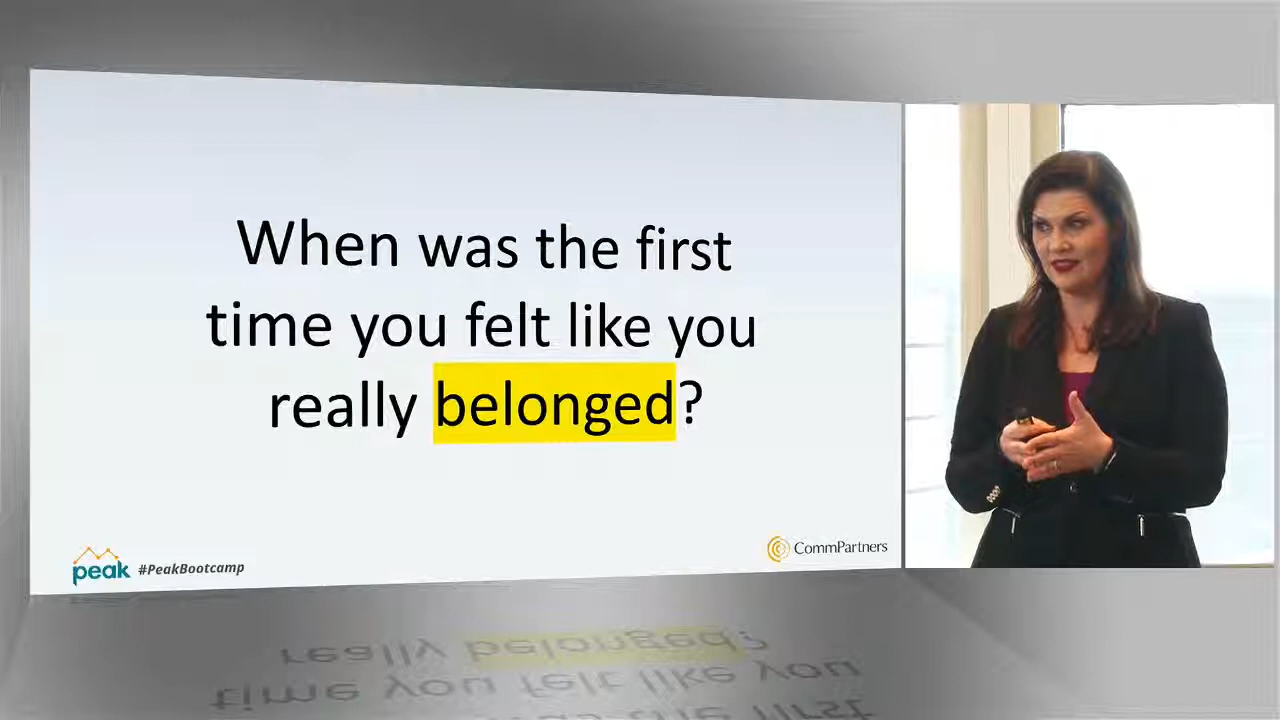 When was the first
time you felt like you
really belonged?
peak #PeakBootcamp
CommPartners